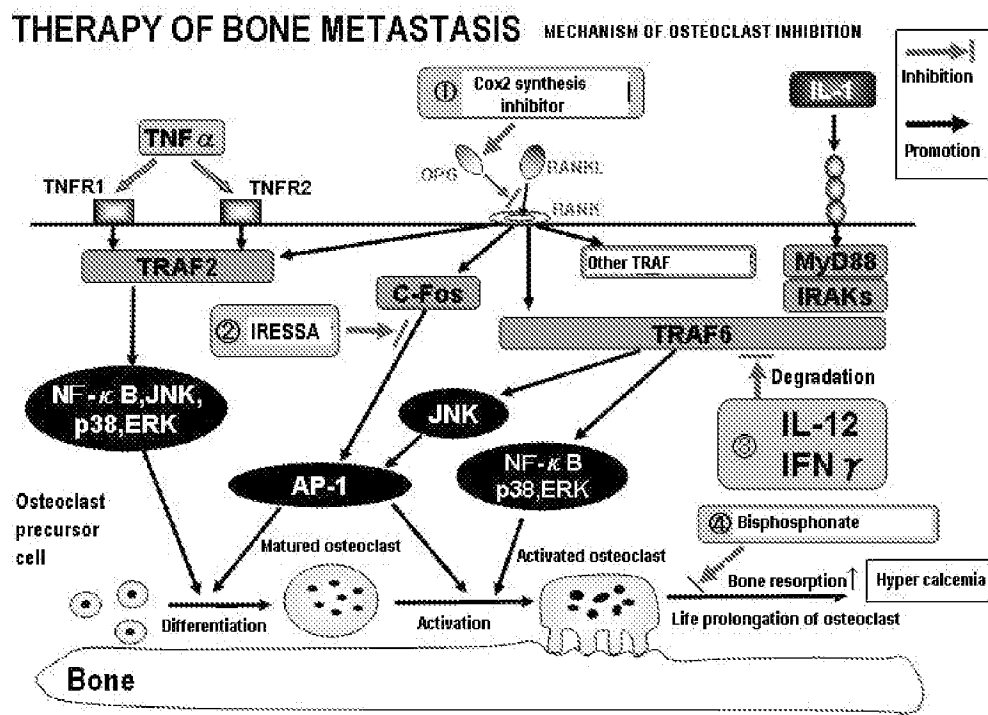 THERAPY OF BONE METASTASIS MECHANISM OF OSTEOCLAST INHIBITION
Inhibition
Promotion
① Cox2 synthesis
inhibitor
IL-1
TNF α
TNFR1
TNFR2
OPG
RANKL
RANK
TRAF2
Other TRAF
MyD88
IRAKs
C-Fos
② IRESSA
TRAF6
Degradation
NF-κ B,JNK,
p38,ERK
JNK
③ IL-12
IFN γ
AP-1
NF-κ B
p38,ERK
Osteoclast
precursor
cell
④ Bisphosphonate
Matured osteoclast
Activated osteoclast
Bone resorption ↑
Hyper calcemia
Differentiation
Activation
Life prolongation of osteoclast
Bone